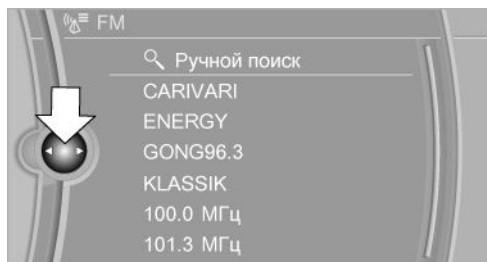 FM
Ручной поиск
CARIVARI
ENERGY
GONG96.3
KLASSIK
100.0 МГц
101.3 МГц